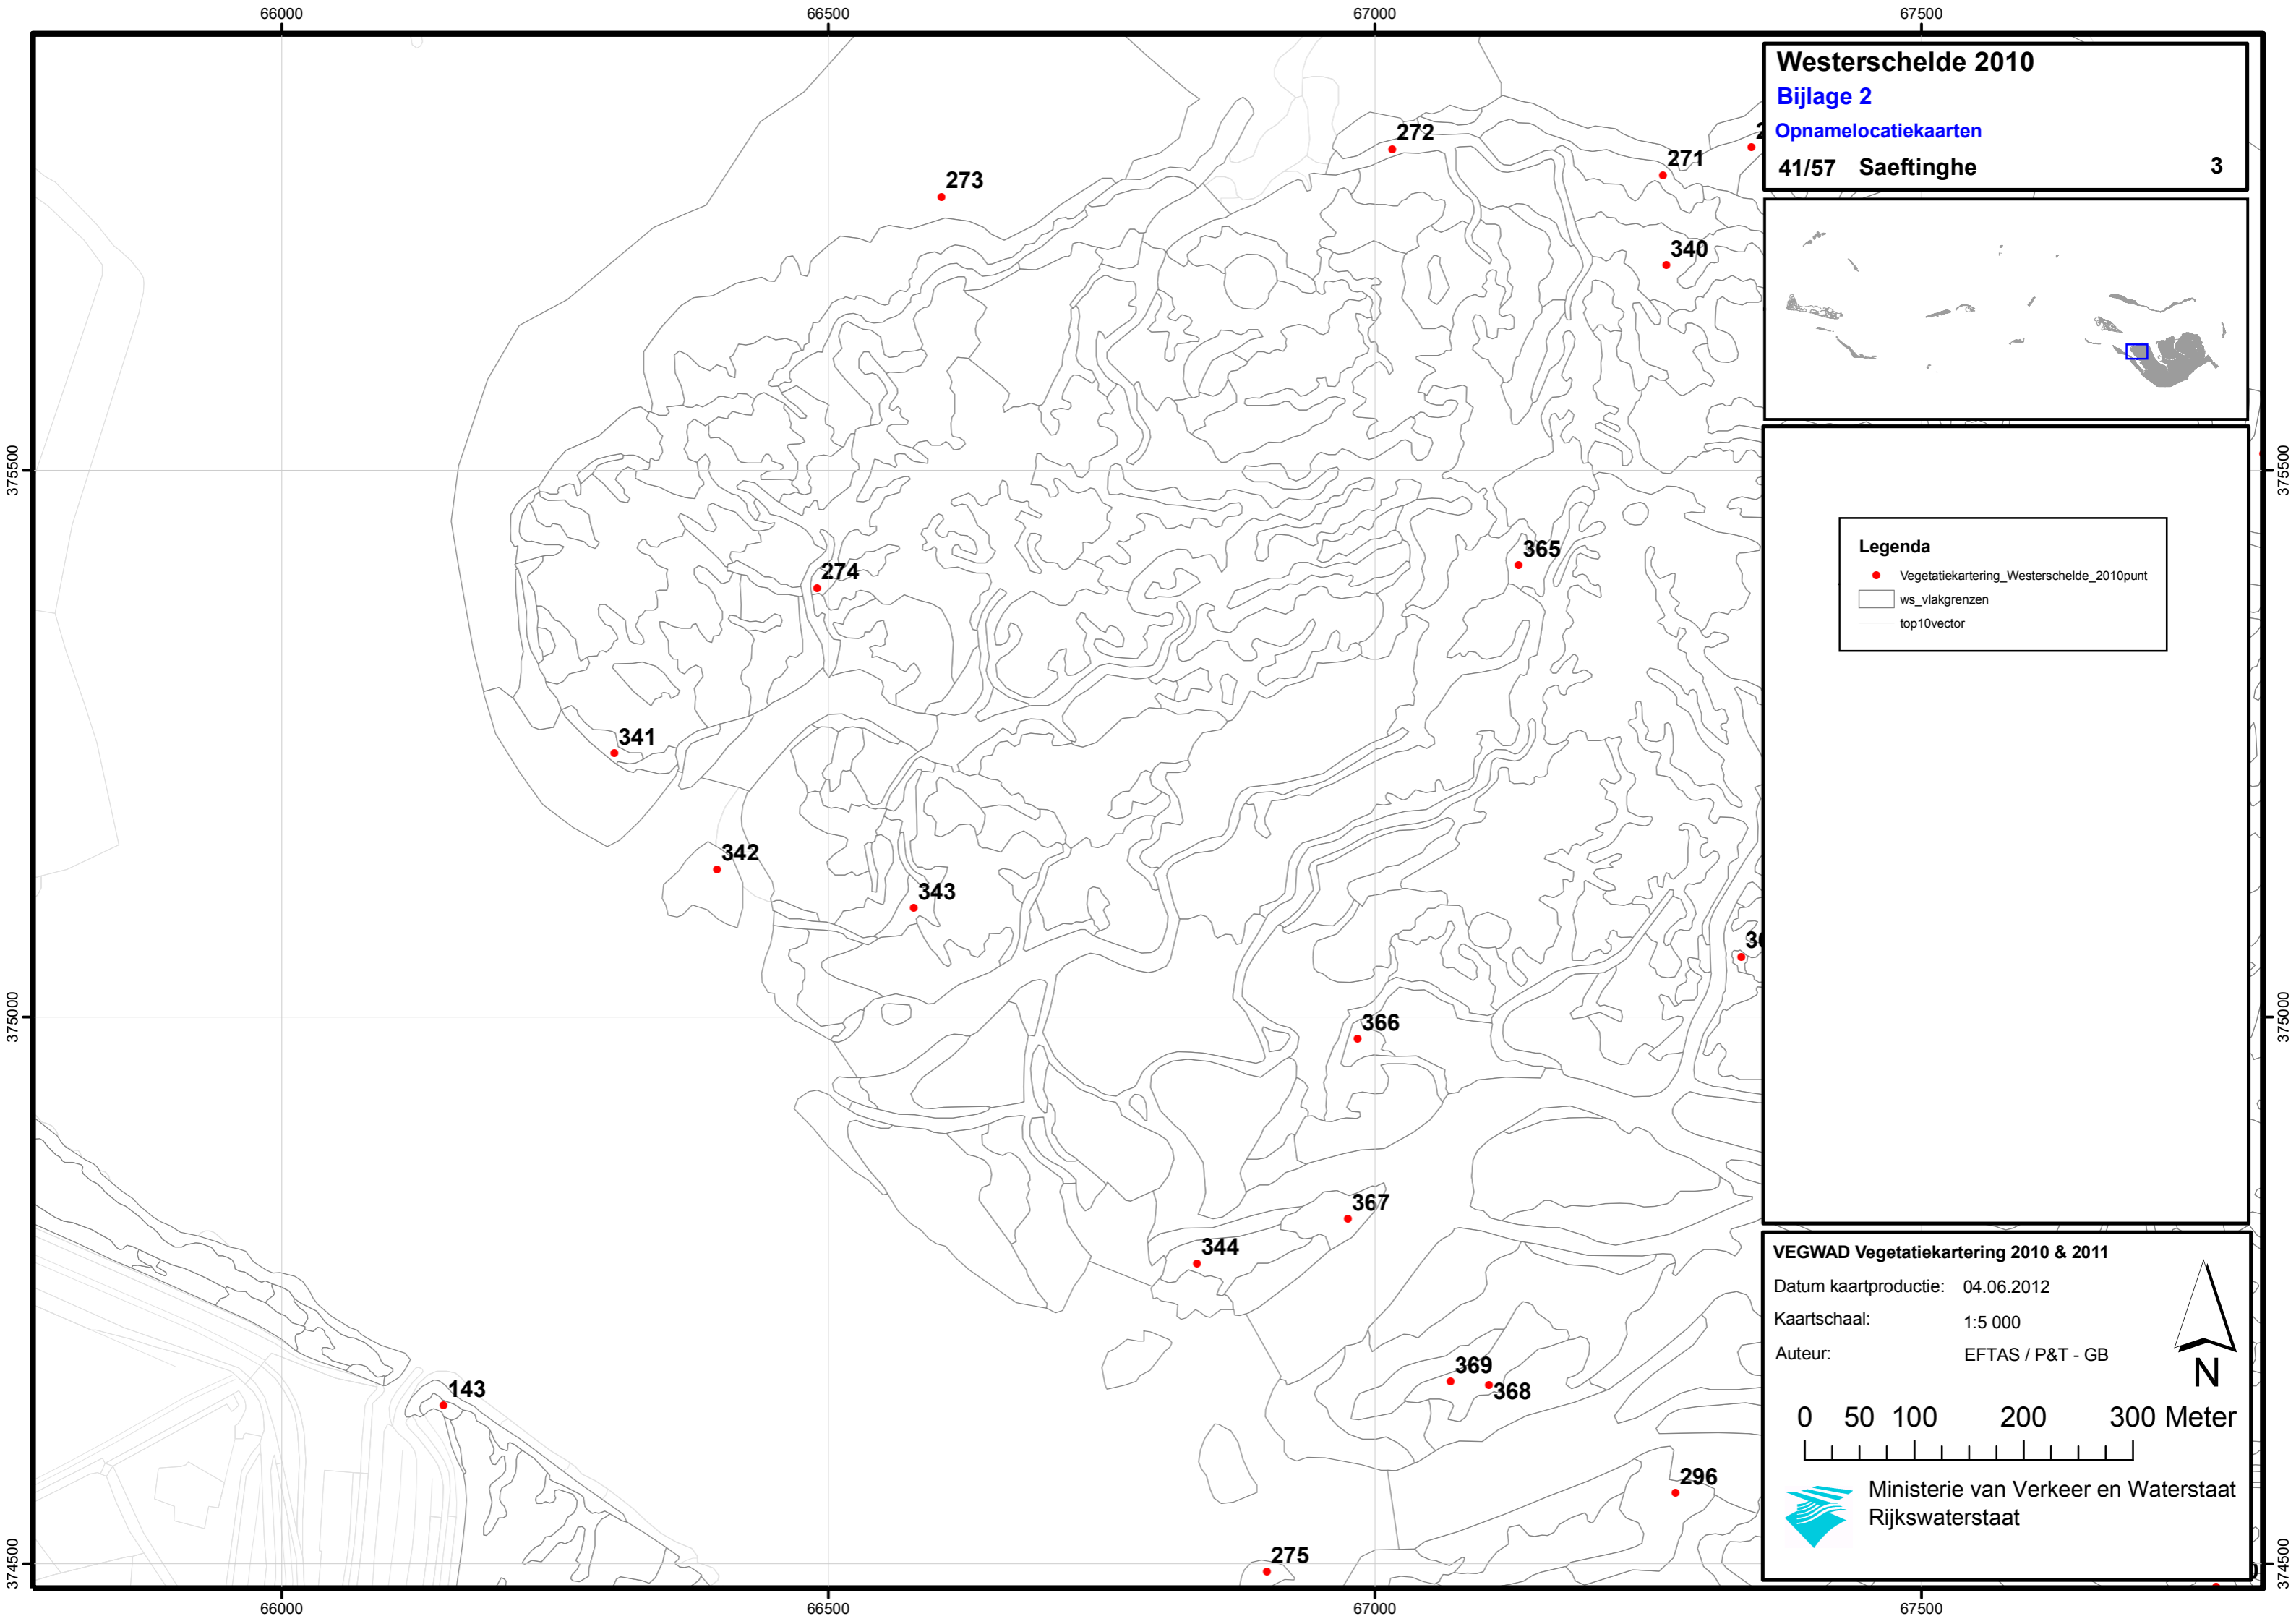 66000 66500 67000 67500
Westerschelde 2010
Bijlage 2
Opnamelocatiekaarten
41/57 Saeftinghe 3
272
271
273
340
375500 375500
365
274
Legenda
Vegetatiekartering_Westerschelde_2010punt
ws_vlakgrenzen
top10vector
341
342
343
375000 375000
366
367
344
VEGWAD Vegetatiekartering 2010 & 2011
Datum kaartproductie: 04.06.2012
Kaartschaal: 1:5 000
Auteur: EFTAS / P&T - GB
N
369
368
143
0 50 100 200 300 Meter
296
Ministerie van Verkeer en Waterstaat
Rijkswaterstaat
275
374500 374500
66000 66500 67000 67500